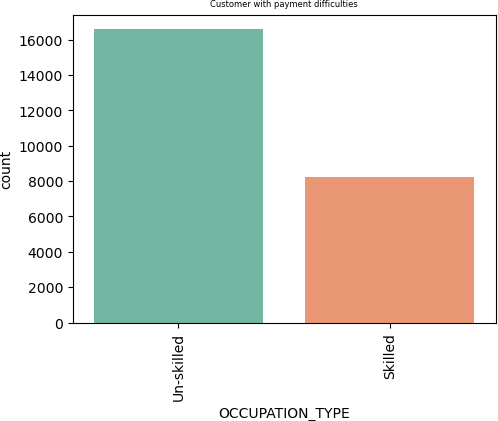 Customer with payment difficulties
count
16000
14000
12000
10000
8000
6000
4000
2000
0
Un-skilled
Skilled
OCCUPATION_TYPE